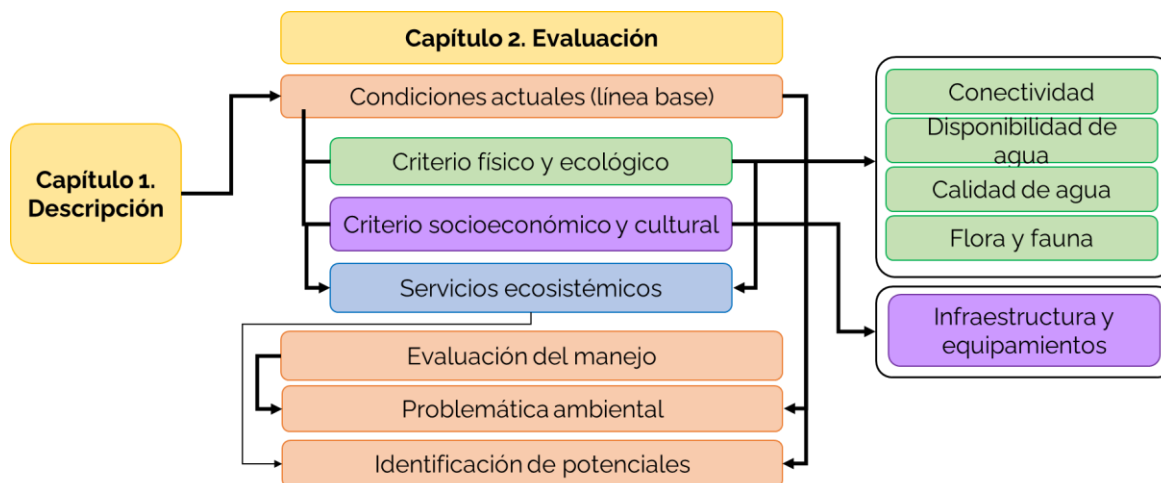 Capítulo 2. Evaluación
Condiciones actuales (línea base)
Capítulo 1.
Descripción
Criterio físico y ecológico
Criterio socioeconómico y cultural
Servicios ecosistémicos
Evaluación del manejo
Problemática ambiental
Identificación de potenciales
Conectividad
Disponibilidad de
agua
Calidad de agua
Flora y fauna
Infraestructura y
equipamientos